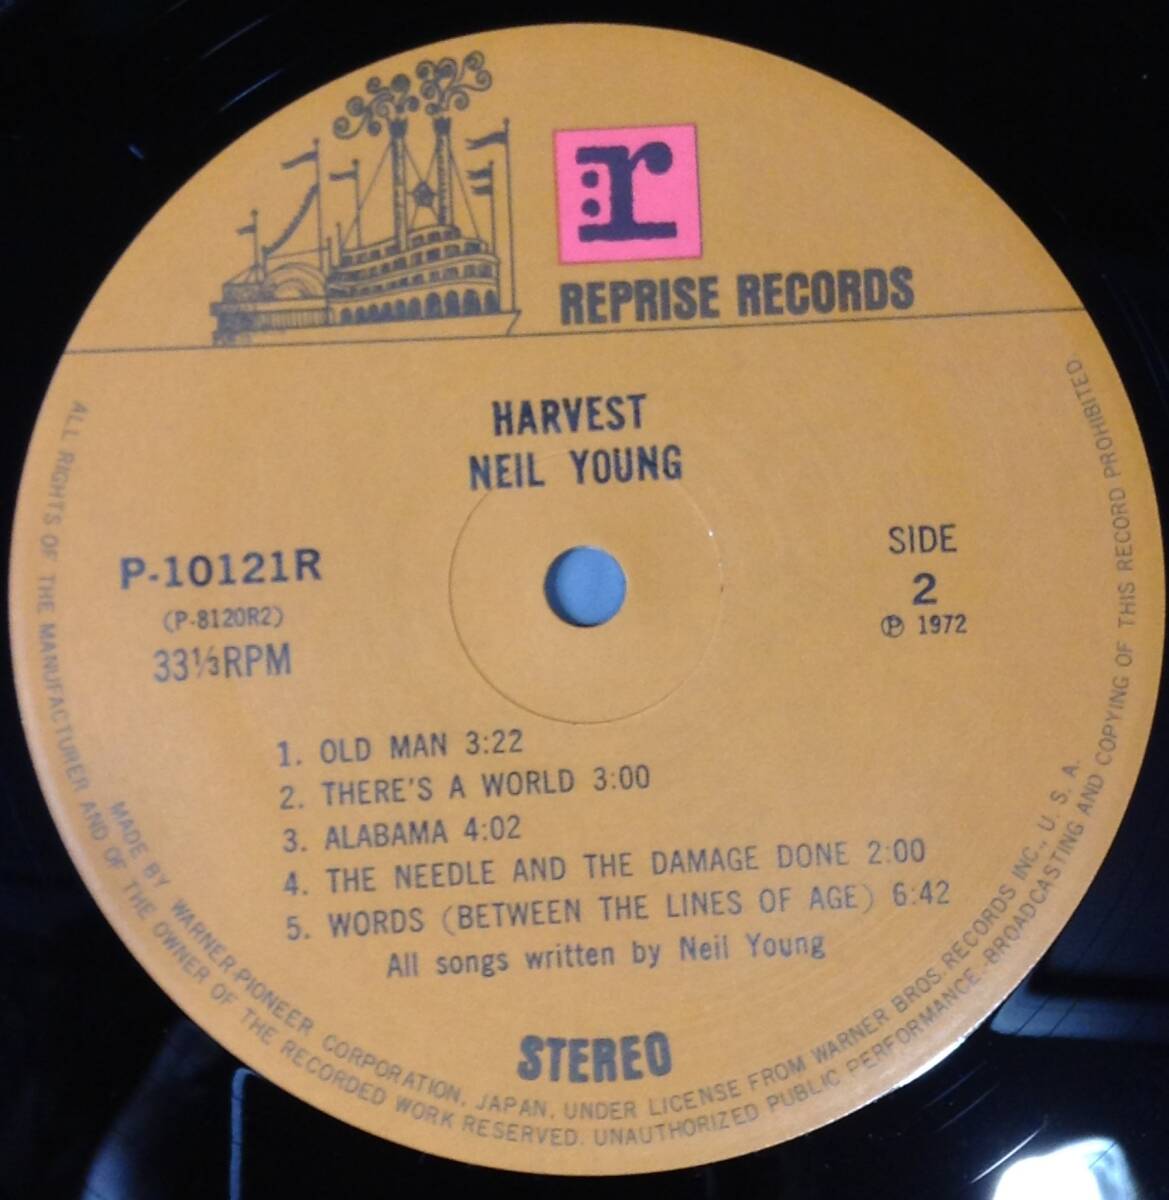 r
REPRISE RECORDS
HARVEST
NEIL YOUNG
P-10121R
(P-8120R2)
33⅓RPM
SIDE
2
℗ 1972
1. OLD MAN 3:22
2. THERE'S A WORLD 3:00
3. ALABAMA 4:02
4. THE NEEDLE AND THE DAMAGE DONE 2:00
5. WORDS (BETWEEN THE LINES OF AGE) 6:42
All songs written by Neil Young
STEREO
MADE BY WARNER-PIONEER CORPORATION, JAPAN, UNDER LICENSE FROM WARNER BROS. RECORDS INC., U. S. A.
ALL RIGHTS OF THE MANUFACTURER AND OF THE OWNER OF THE RECORDED WORK RESERVED. UNAUTHORIZED PUBLIC PERFORMANCE, BROADCASTING AND COPYING OF THIS RECORD PROHIBITED